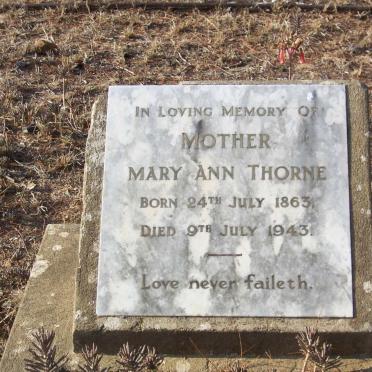 In Loving Memory Of
Mother
Mary Ann Thorne
Born 24th July 1863.
Died 9th July 1943.
Love never faileth.